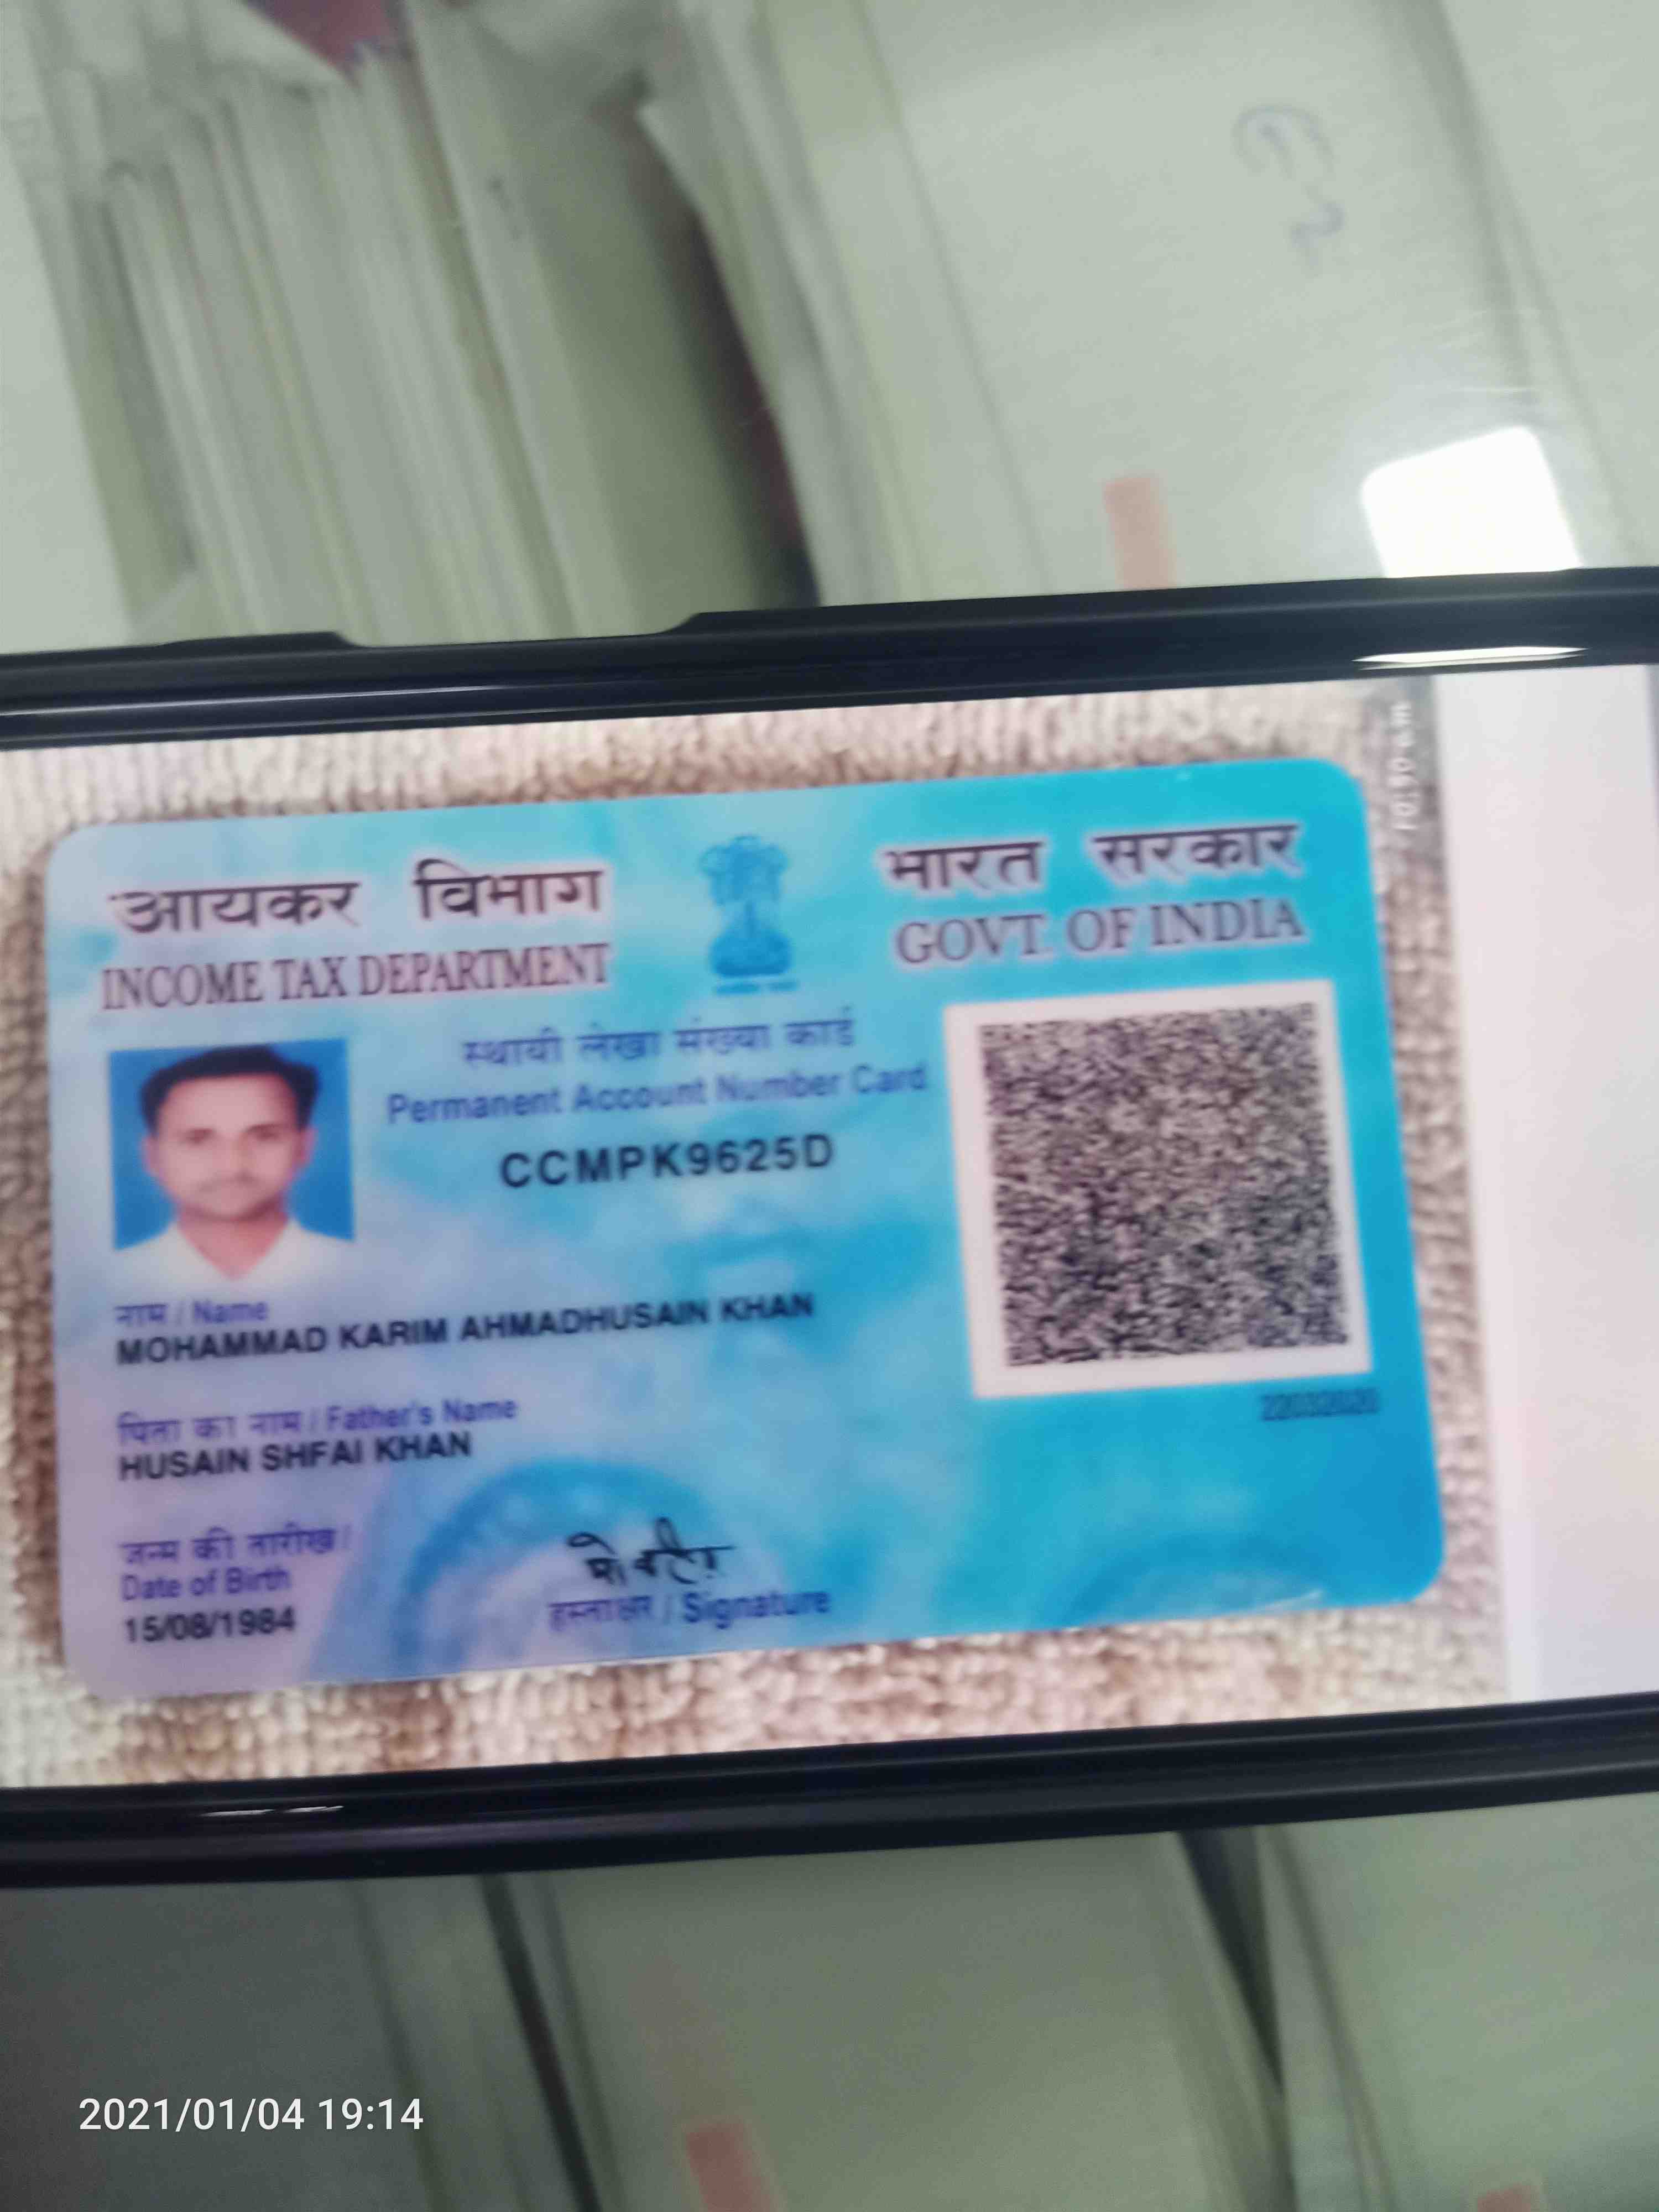 आयकर विभाग
INCOME TAX DEPARTMENT
भारत सरकार
GOVT. OF INDIA
स्थायी लेखा संख्या कार्ड
Permanent Account Number Card
CCMPK9625D
नाम / Name
MOHAMMAD KARIM AHMADHUSAIN KHAN
पिता का नाम / Father's Name
HUSAIN SHFAI KHAN
जन्म की तारीख /
Date of Birth
15/08/1984
हस्ताक्षर / Signature
22032020
2021/01/04 19:14